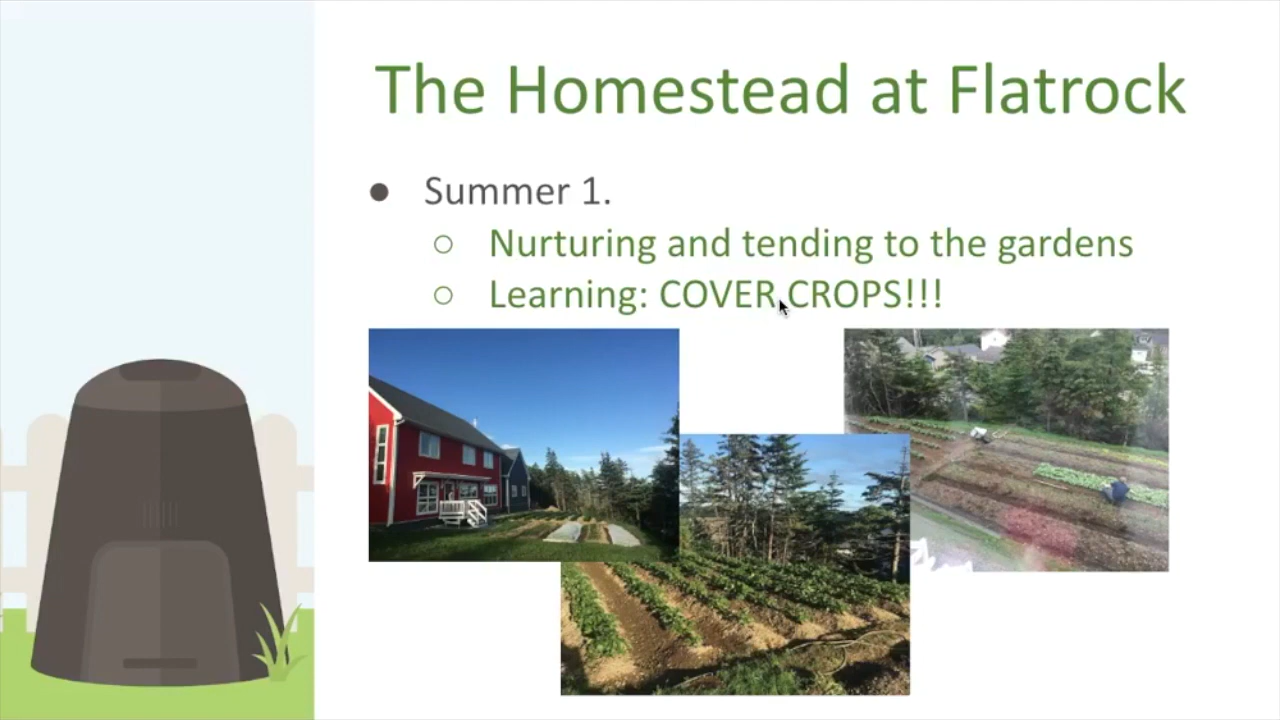 The Homestead at Flatrock
● Summer 1.
○ Nurturing and tending to the gardens
○ Learning: COVER CROPS!!!